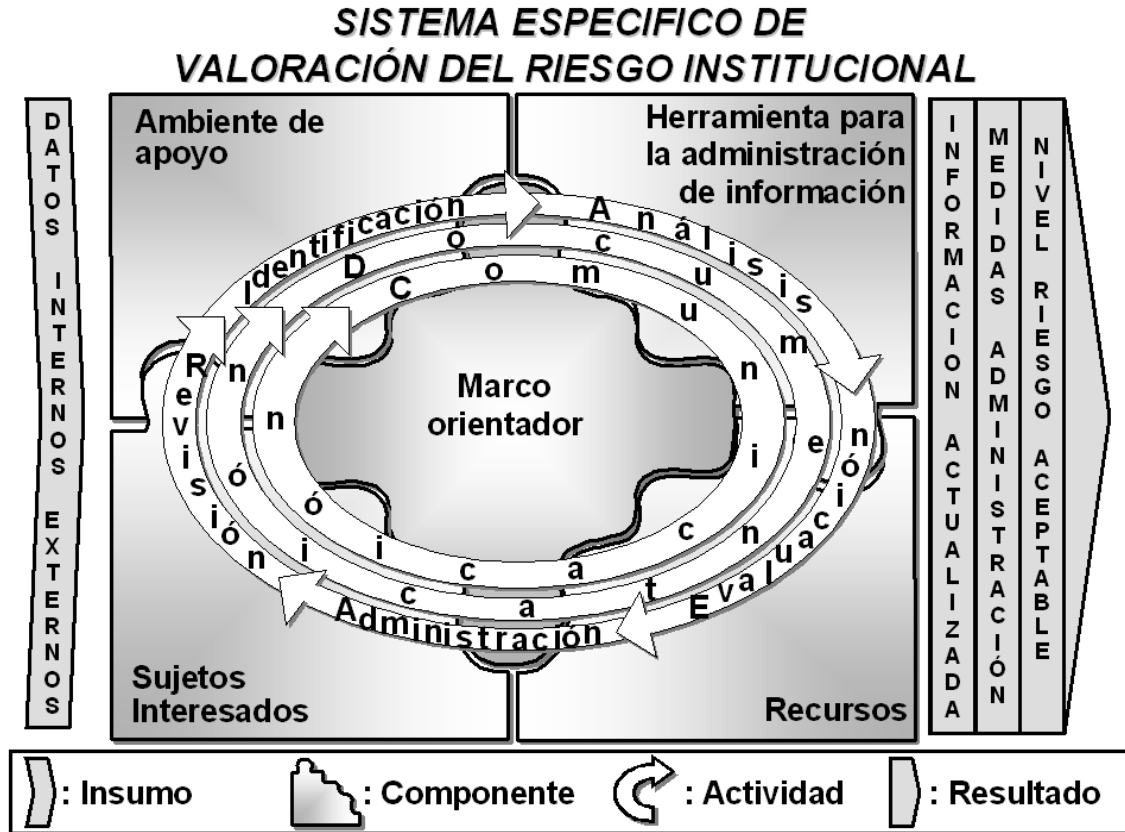 SISTEMA ESPECIFICO DE
VALORACIÓN DEL RIESGO INSTITUCIONAL
DATOS INTERNOS EXTERNOS
Ambiente de
apoyo
Herramienta para
la administración
de información
Identificación
Análisis
Evaluación
Administración
Revisión
Documentación
Comunicación
Marco
orientador
Sujetos
Interesados
Recursos
INFORMACION ACTUALIZADA
MEDIDAS ADMINISTRACIÓN
NIVEL RIESGO ACEPTABLE
: Insumo
: Componente
: Actividad
: Resultado